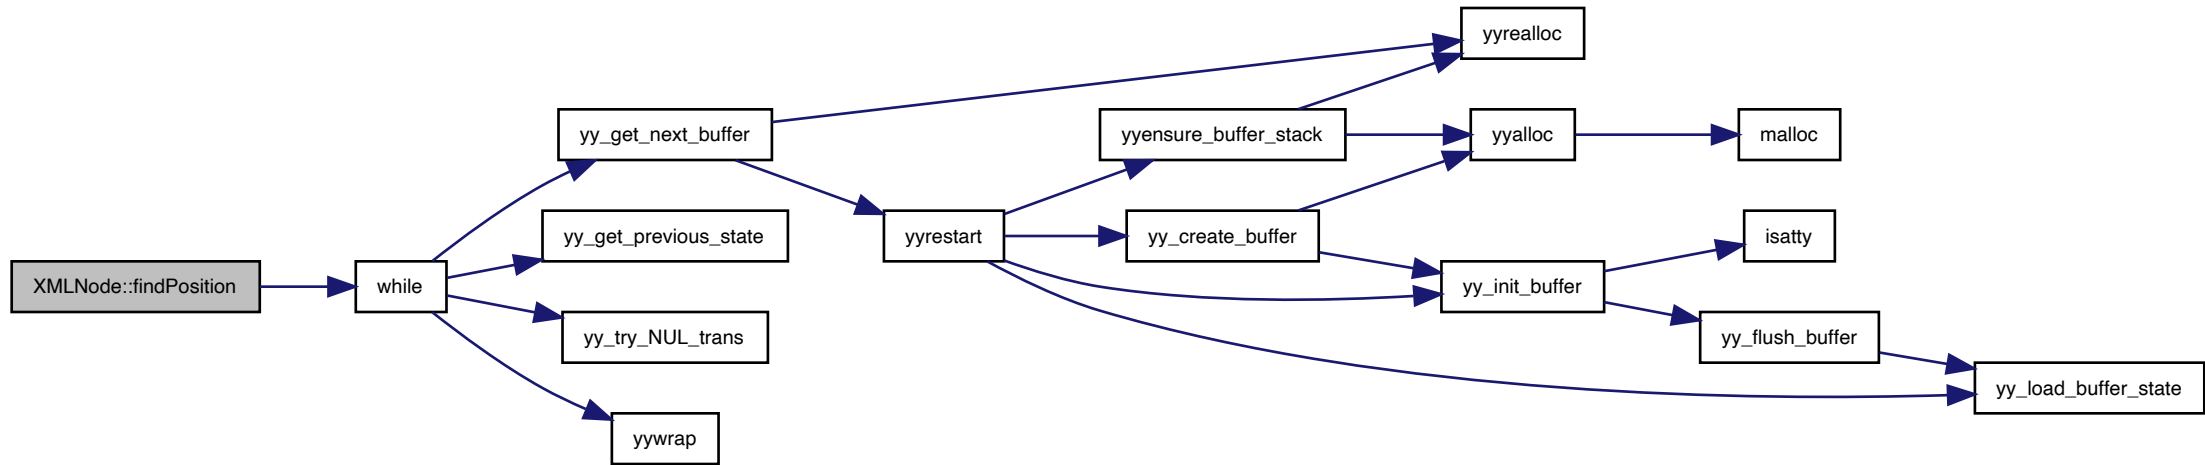 XMLNode::findPosition
while
yy_get_next_buffer
yy_get_previous_state
yy_try_NUL_trans
yywrap
yyrestart
yyensure_buffer_stack
yy_create_buffer
yyrealloc
yyalloc
yy_init_buffer
malloc
isatty
yy_flush_buffer
yy_load_buffer_state